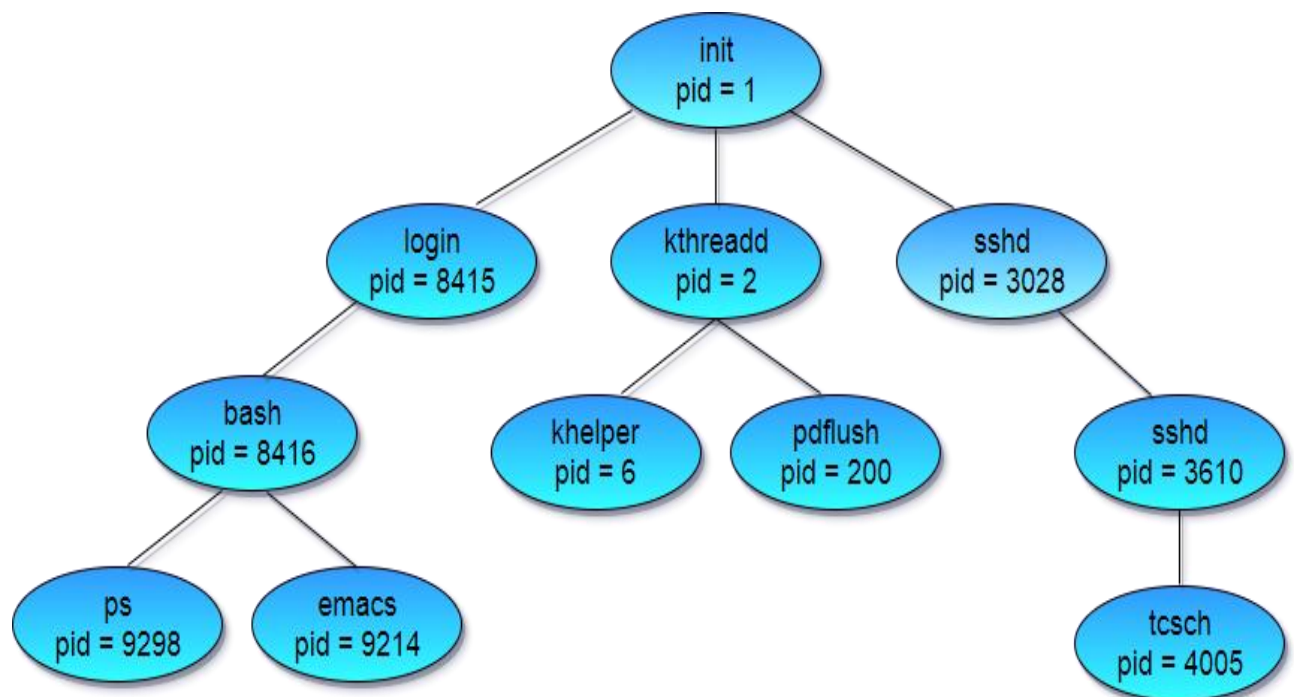 init
pid = 1
login
pid = 8415
kthreadd
pid = 2
sshd
pid = 3028
bash
pid = 8416
khelper
pid = 6
pdflush
pid = 200
sshd
pid = 3610
ps
pid = 9298
emacs
pid = 9214
tcsch
pid = 4005